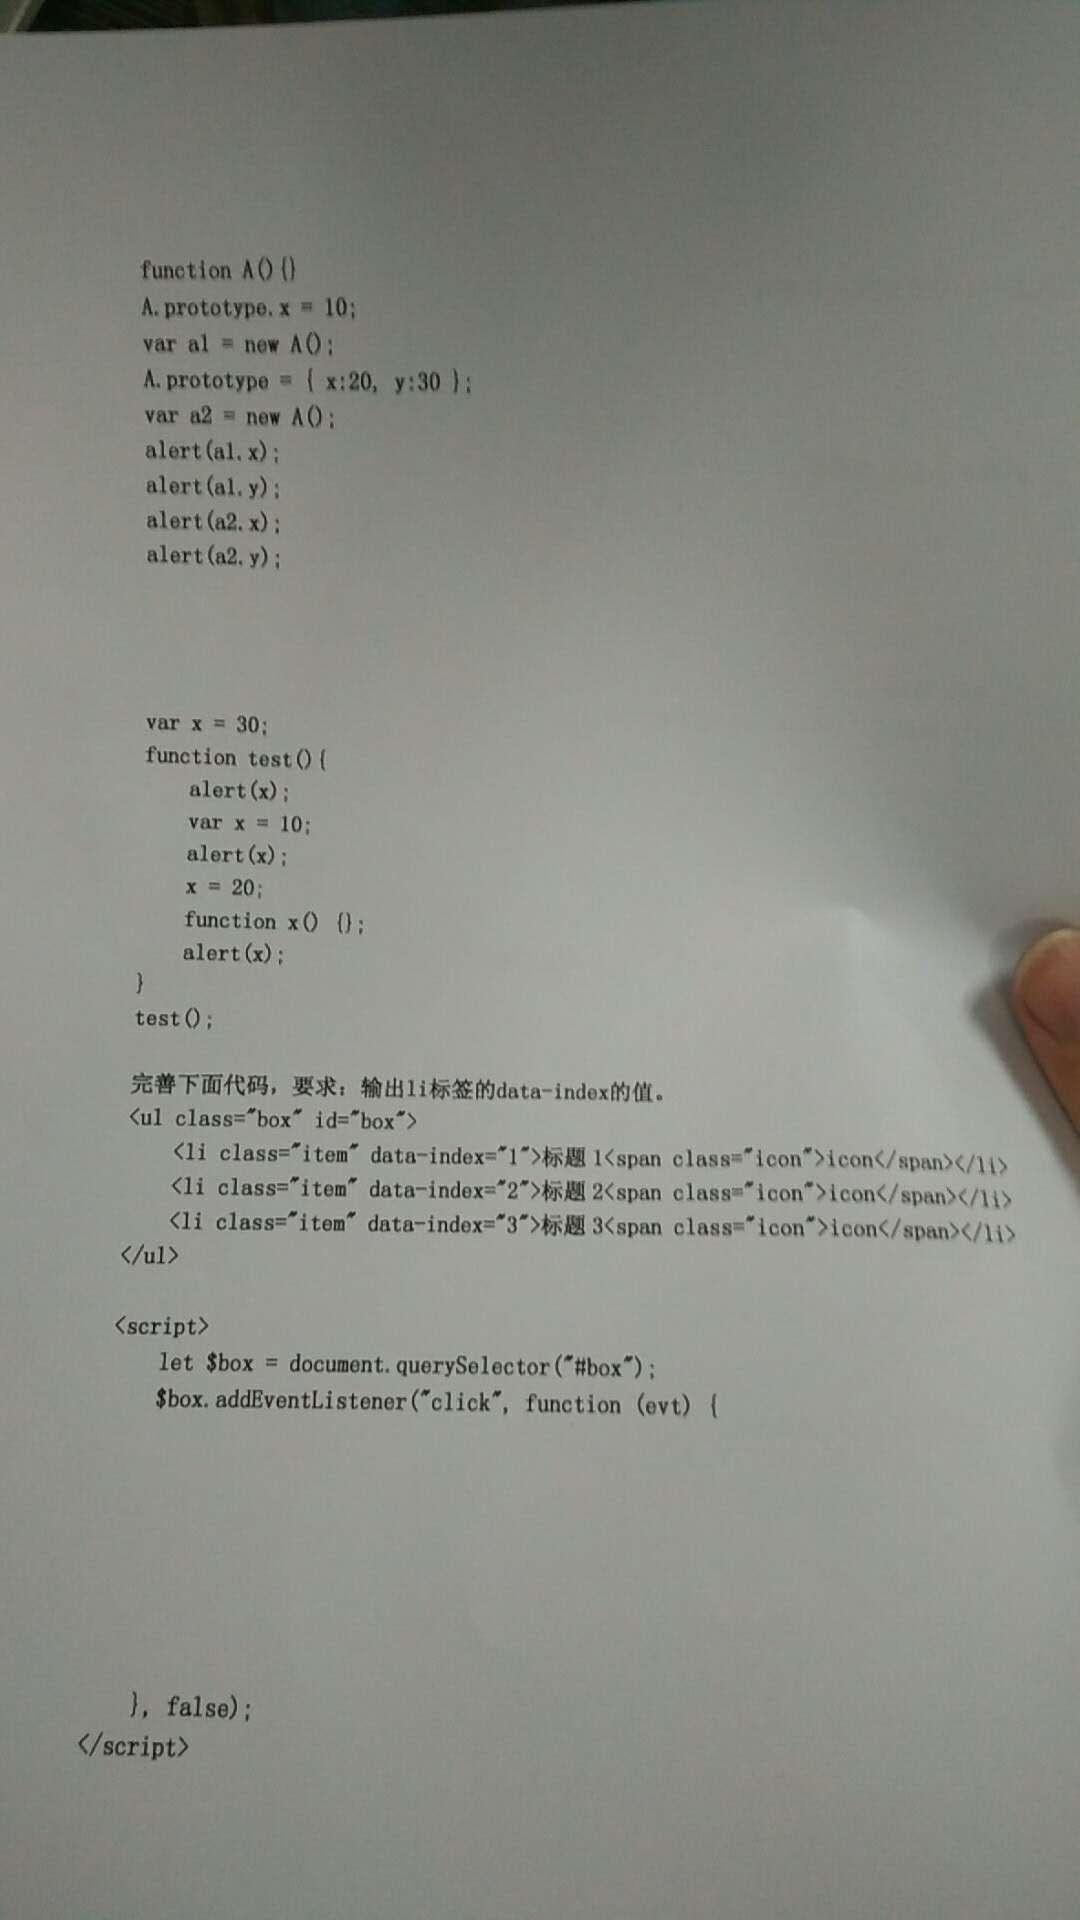 function A(){}
A.prototype.x = 10;
var a1 = new A();
A.prototype = { x:20, y:30 };
var a2 = new A();
alert(a1.x);
alert(a1.y);
alert(a2.x);
alert(a2.y);
var x = 30;
function test(){
alert(x);
var x = 10;
alert(x);
x = 20;
function x() {};
alert(x);
}
test();
完善下面代码，要求：输出li标签的data-index的值。
<ul class="box" id="box">
<li class="item" data-index="1">标题 1<span class="icon">icon</span></li>
<li class="item" data-index="2">标题 2<span class="icon">icon</span></li>
<li class="item" data-index="3">标题 3<span class="icon">icon</span></li>
</ul>
<script>
let $box = document.querySelector("#box");
$box.addEventListener("click", function (evt) {
}, false);
</script>